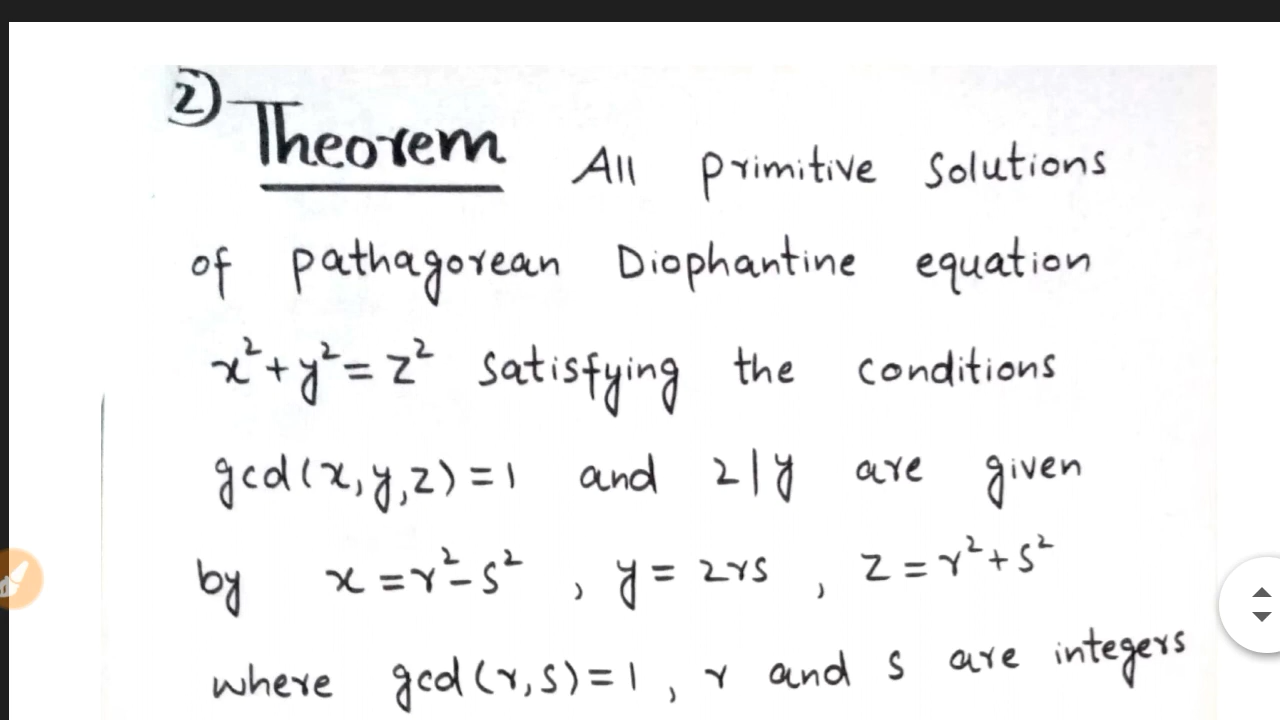 2) Theorem All primitive solutions
of pathagorean Diophantine equation
x²+y²=z² satisfying the conditions
gcd(x,y,z)=1 and 2|y are given
by x=r²-s² , y=2rs , z=r²+s²
where gcd(r,s)=1, r and s are integers